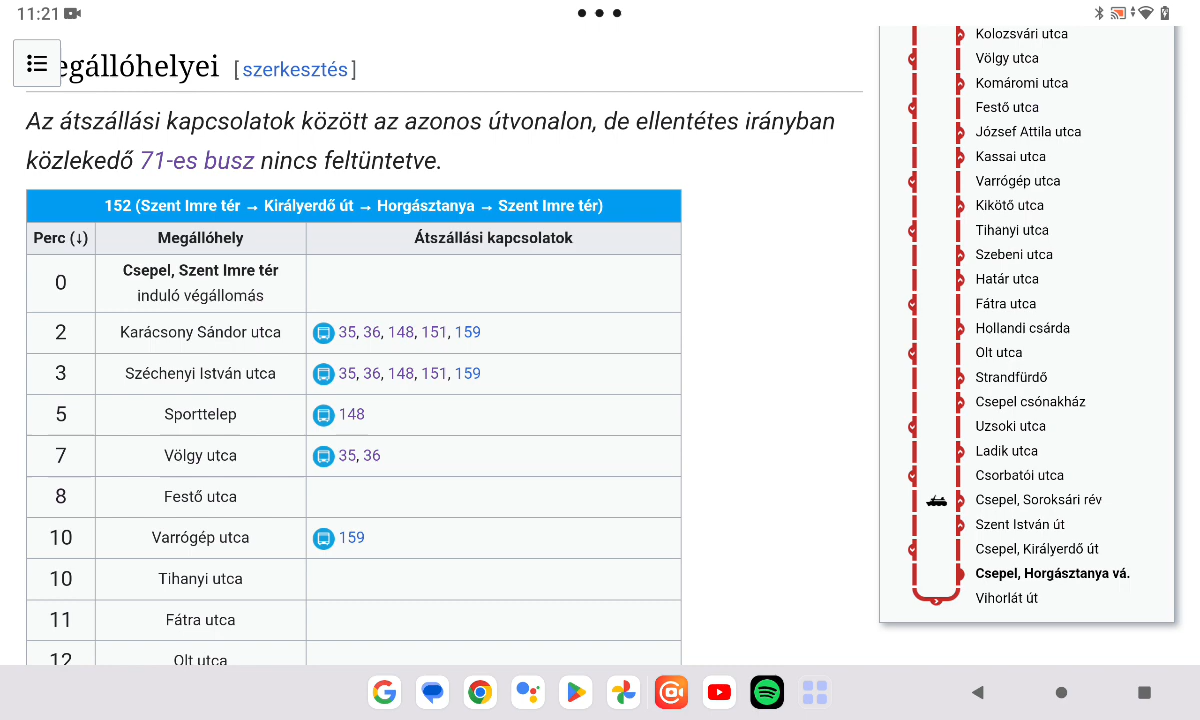 11:21
egállóhelyei [szerkesztés]
Az átszállási kapcsolatok között az azonos útvonalon, de ellentétes irányban
közlekedő 71-es busz nincs feltüntetve.
152 (Szent Imre tér → Királyerdő út → Horgásztanya → Szent Imre tér)
Perc (↓) Megállóhely Átszállási kapcsolatok
0 Csepel, Szent Imre tér
induló végállomás
2 Karácsony Sándor utca 35, 36, 148, 151, 159
3 Széchenyi István utca 35, 36, 148, 151, 159
5 Sporttelep 148
7 Völgy utca 35, 36
8 Festő utca
10 Varrógép utca 159
10 Tihanyi utca
11 Fátra utca
12 Olt utca
Kolozsvári utca
Völgy utca
Komáromi utca
Festő utca
József Attila utca
Kassai utca
Varrógép utca
Kikötő utca
Tihanyi utca
Szebeni utca
Határ utca
Fátra utca
Hollandi csárda
Olt utca
Strandfürdő
Csepel csónakház
Uzsoki utca
Ladik utca
Csorbatói utca
Csepel, Soroksári rév
Szent István út
Csepel, Királyerdő út
Csepel, Horgásztanya vá.
Vihorlát út